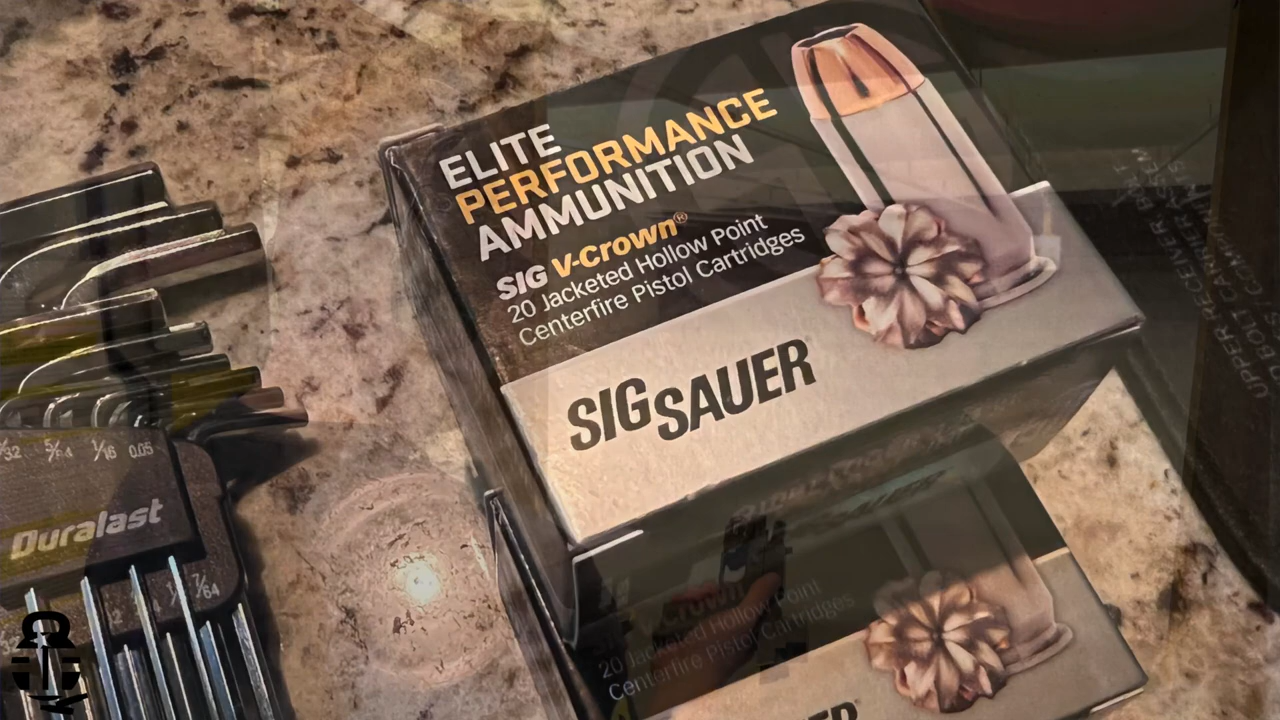 ELITE
PERFORMANCE
AMMUNITION
SIG V-Crown®
20 Jacketed Hollow Point
Centerfire Pistol Cartridges
SIG SAUER
5/64 1/16 0.05
Duralast
7/64
20 Jacketed Hollow Point
Centerfire Pistol Cartridges
UPPER RECEIVER